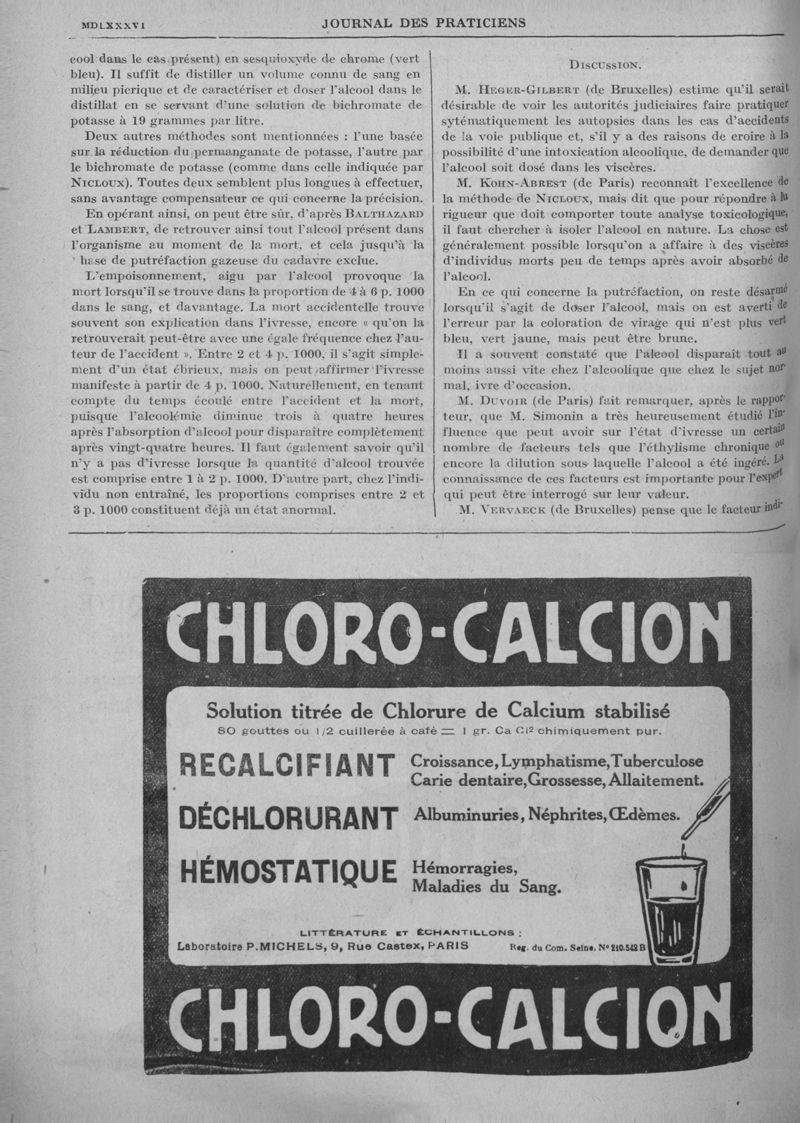 MDLXXXVI
JOURNAL DES PRATICIENS
cool dans le cas présent) en sesquioxyde de chrome (vert
bleu). Il suffit de distiller un volume connu de sang en
milieu picrique et de caractériser et doser l'alcool dans le
distillat en se servant d'une solution de bichromate de
potasse à 19 grammes par litre.
Deux autres méthodes sont mentionnées : l'une basée
sur la réduction du permanganate de potasse, l'autre par
le bichromate de potasse (comme dans celle indiquée par
NICLOUX). Toutes deux semblent plus longues à effectuer,
sans avantage compensateur ce qui concerne la précision.
En opérant ainsi, on peut être sûr, d'après BALTHAZARD
et LAMBERT, de retrouver ainsi tout l'alcool présent dans
l'organisme au moment de la mort, et cela jusqu'à la
' hase de putréfaction gazeuse du cadavre exclue.
L'empoisonnement, aigu par l'alcool provoque la
mort lorsqu'il se trouve dans la proportion de 4 à 6 p. 1000
dans le sang, et davantage. La mort accidentelle trouve
souvent son explication dans l'ivresse, encore « qu'on la
retrouverait peut-être avec une égale fréquence chez l'au-
teur de l'accident ». Entre 2 et 4 p. 1000, il s'agit simple-
ment d'un état ébrieux, mais on peut affirmer l'ivresse
manifeste à partir de 4 p. 1000. Naturellement, en tenant
compte du temps écoulé entre l'accident et la mort,
puisque l'alcoolémie diminue trois à quatre heures
après l'absorption d'alcool pour disparaître complètement
après vingt-quatre heures. Il faut également savoir qu'il
n'y a pas d'ivresse lorsque la quantité d'alcool trouvée
est comprise entre 1 à 2 p. 1000. D'autre part, chez l'indi-
vidu non entraîné, les proportions comprises entre 2 et
3 p. 1000 constituent déjà un état anormal.
DISCUSSION.
M. HEGER-GILBERT (de Bruxelles) estime qu'il serait
désirable de voir les autorités judiciaires faire pratiquer
sytématiquement les autopsies dans les cas d'accidents
de la voie publique et, s'il y a des raisons de croire à la
possibilité d'une intoxication alcoolique, de demander que
l'alcool soit dosé dans les viscères.
M. KOHN-ABREST (de Paris) reconnaît l'excellence de
la méthode de NICLOUX, mais dit que pour répondre à la
rigueur que doit comporter toute analyse toxicologique,
il faut chercher à isoler l'alcool en nature. La chose est
généralement possible lorsqu'on a affaire à des viscères
d'individus morts peu de temps après avoir absorbé de
l'alcool.
En ce qui concerne la putréfaction, on reste désarmé
lorsqu'il s'agit de doser l'alcool, mais on est averti de
l'erreur par la coloration de virage qui n'est plus vert
bleu, vert jaune, mais peut être brune.
Il a souvent constaté que l'alcool disparaît tout au
moins aussi vite chez l'alcoolique que chez le sujet nor-
mal, ivre d'occasion.
M. DUVOIR (de Paris) fait remarquer, après le rappor-
teur, que M. Simonin a très heureusement étudié l'in-
fluence que peut avoir sur l'état d'ivresse un certain
nombre de facteurs tels que l'éthylisme chronique ou
encore la dilution sous laquelle l'alcool a été ingéré. La
connaissance de ces facteurs est importante pour l'expert
qui peut être interrogé sur leur valeur.
M. VERVAECK (de Bruxelles) pense que le facteur indi-
CHLORO-CALCION
Solution titrée de Chlorure de Calcium stabilisé
80 gouttes ou 1/2 cuillerée à café = 1 gr. Ca Cl² chimiquement pur.
RECALCIFIANT
Croissance, Lymphatisme, Tuberculose
Carie dentaire, Grossesse, Allaitement.
DÉCHLORURANT
Albuminuries, Néphrites, Œdèmes.
HÉMOSTATIQUE
Hémorragies,
Maladies du Sang.
LITTÉRATURE ET ÉCHANTILLONS :
Laboratoire P. MICHELS, 9, Rue Castex, PARIS
Reg. du Com. Seine. N° 210.542 B
CHLORO-CALCION